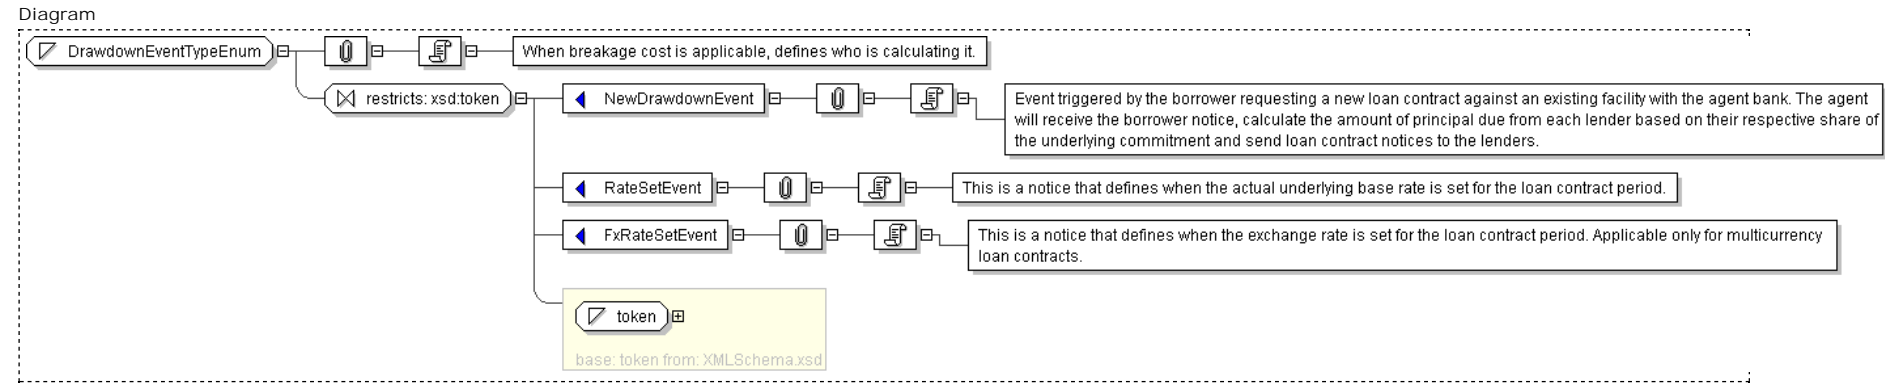 Diagram
DrawdownEventTypeEnum
When breakage cost is applicable, defines who is calculating it.
restricts: xsd:token
NewDrawdownEvent
Event triggered by the borrower requesting a new loan contract against an existing facility with the agent bank. The agent
will receive the borrower notice, calculate the amount of principal due from each lender based on their respective share of
the underlying commitment and send loan contract notices to the lenders.
RateSetEvent
This is a notice that defines when the actual underlying base rate is set for the loan contract period.
FxRateSetEvent
This is a notice that defines when the exchange rate is set for the loan contract period. Applicable only for multicurrency
loan contracts.
token
base: token from: XMLSchema.xsd